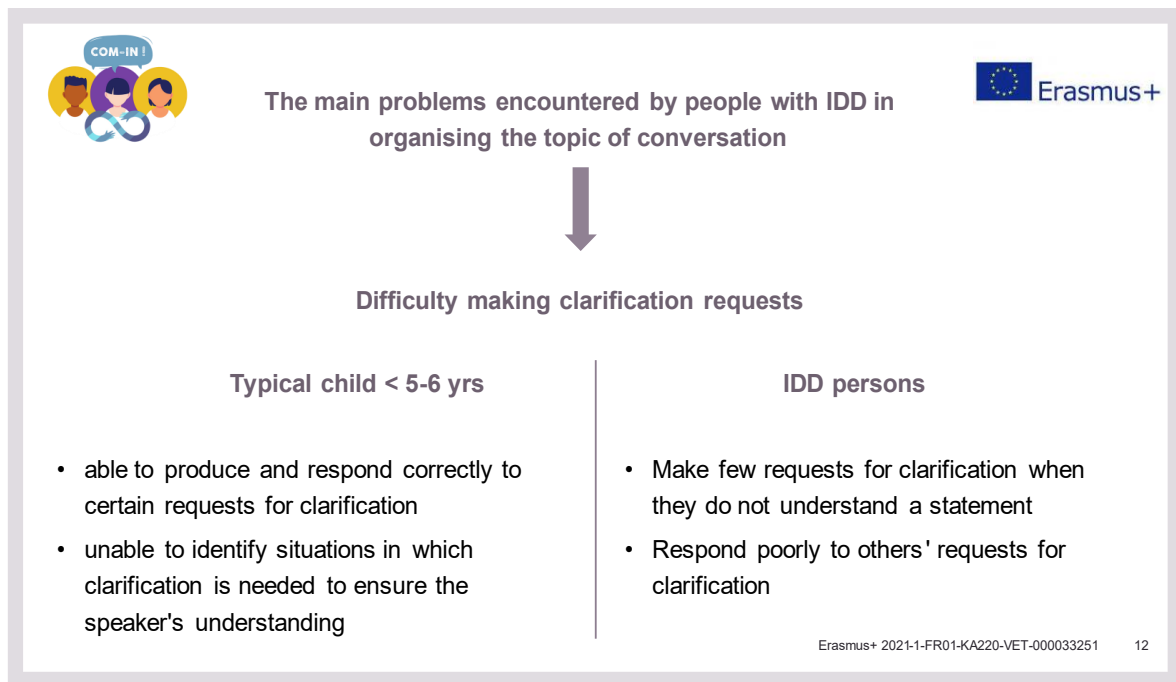 COM-IN !
Erasmus+
The main problems encountered by people with IDD in
organising the topic of conversation
Difficulty making clarification requests
Typical child < 5-6 yrs
• able to produce and respond correctly to
certain requests for clarification
• unable to identify situations in which
clarification is needed to ensure the
speaker's understanding
IDD persons
• Make few requests for clarification when
they do not understand a statement
• Respond poorly to others' requests for
clarification
Erasmus+ 2021-1-FR01-KA220-VET-000033251 12